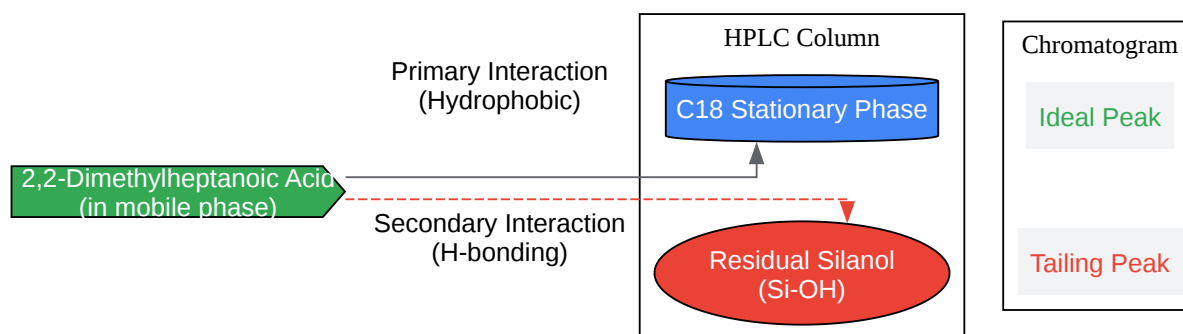 2,2-Dimethylheptanoic Acid
(in mobile phase)
Primary Interaction
(Hydrophobic)
Secondary Interaction
(H-bonding)
HPLC Column
C18 Stationary Phase
Residual Silanol
(Si-OH)
Chromatogram
Ideal Peak
Tailing Peak